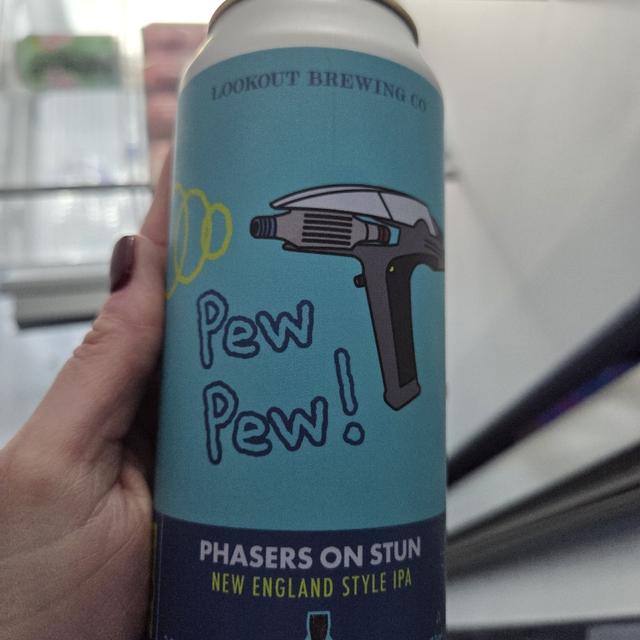 LOOKOUT BREWING CO
Pew
Pew!
PHASERS ON STUN
NEW ENGLAND STYLE IPA